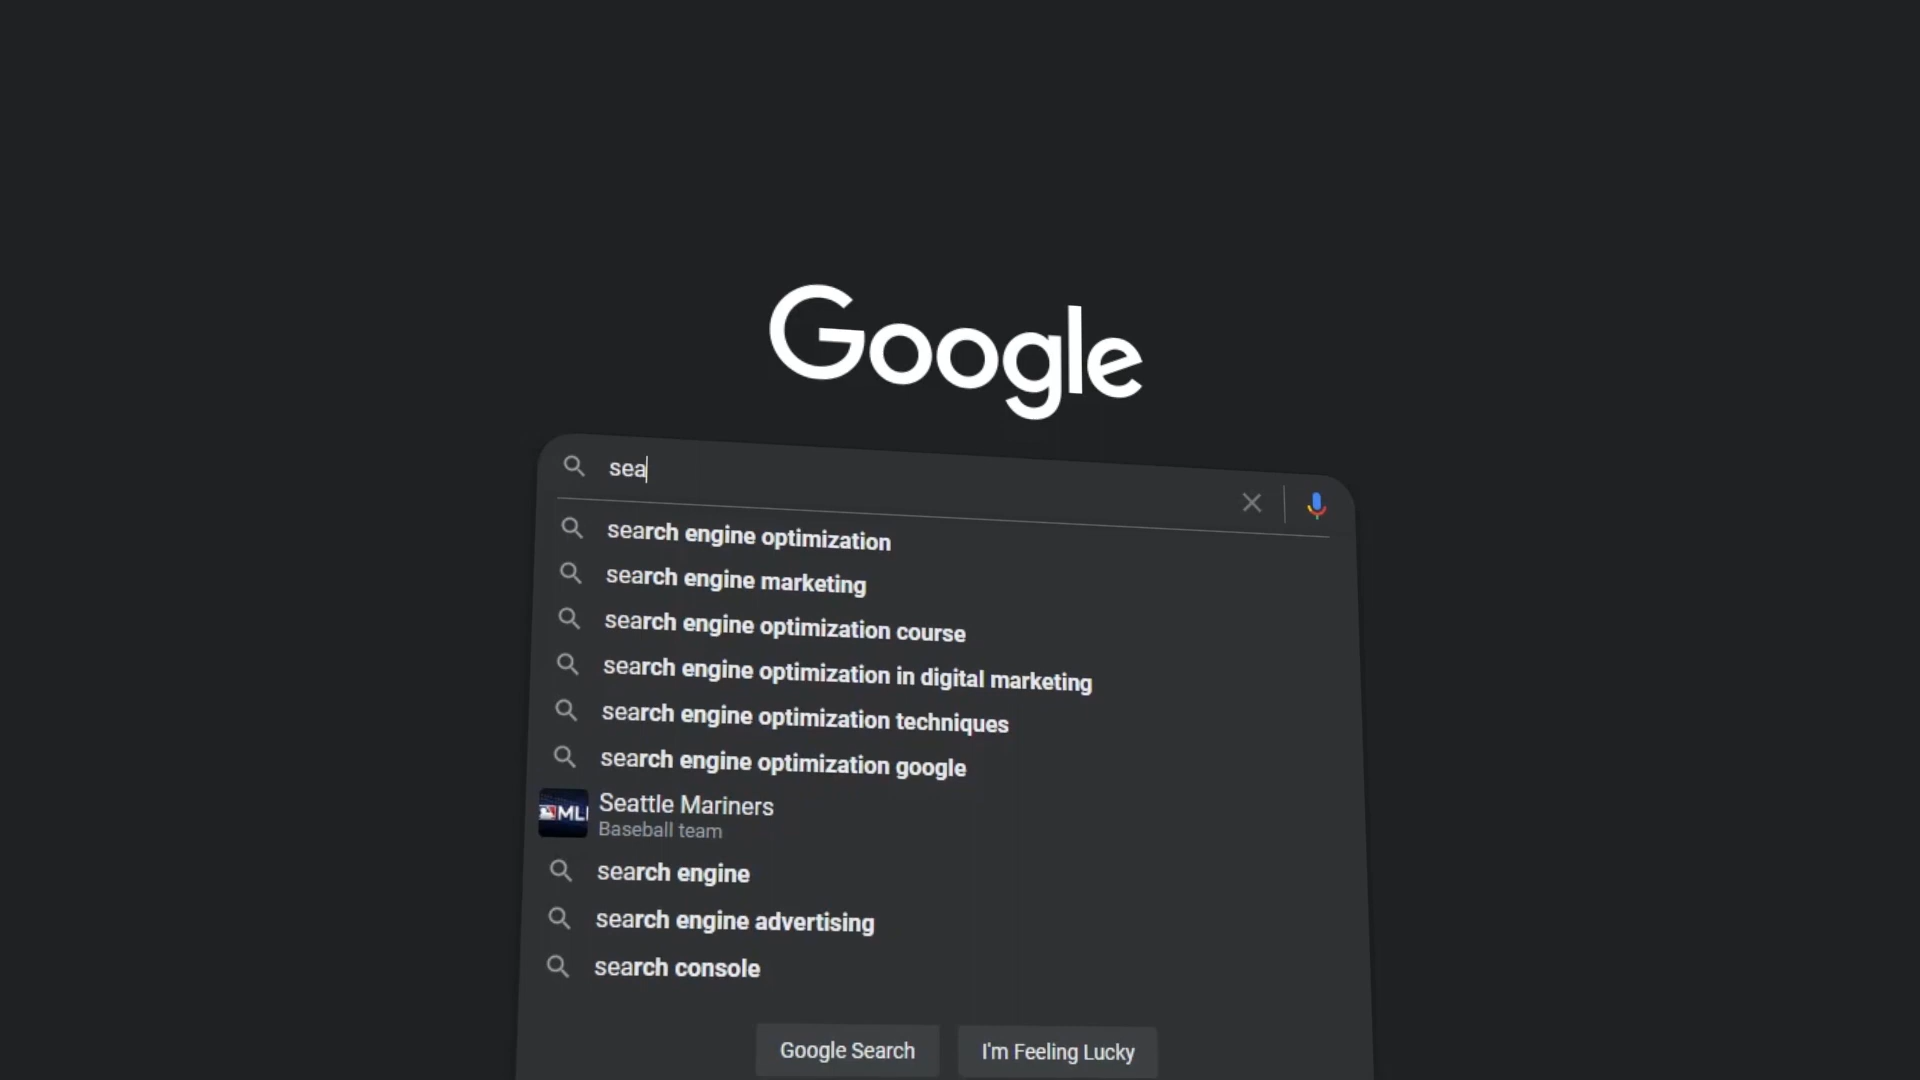 Google
sea
search engine optimization
search engine marketing
search engine optimization course
search engine optimization in digital marketing
search engine optimization techniques
search engine optimization google
ML
Seattle Mariners
Baseball team
search engine
search engine advertising
search console
Google Search
I'm Feeling Lucky